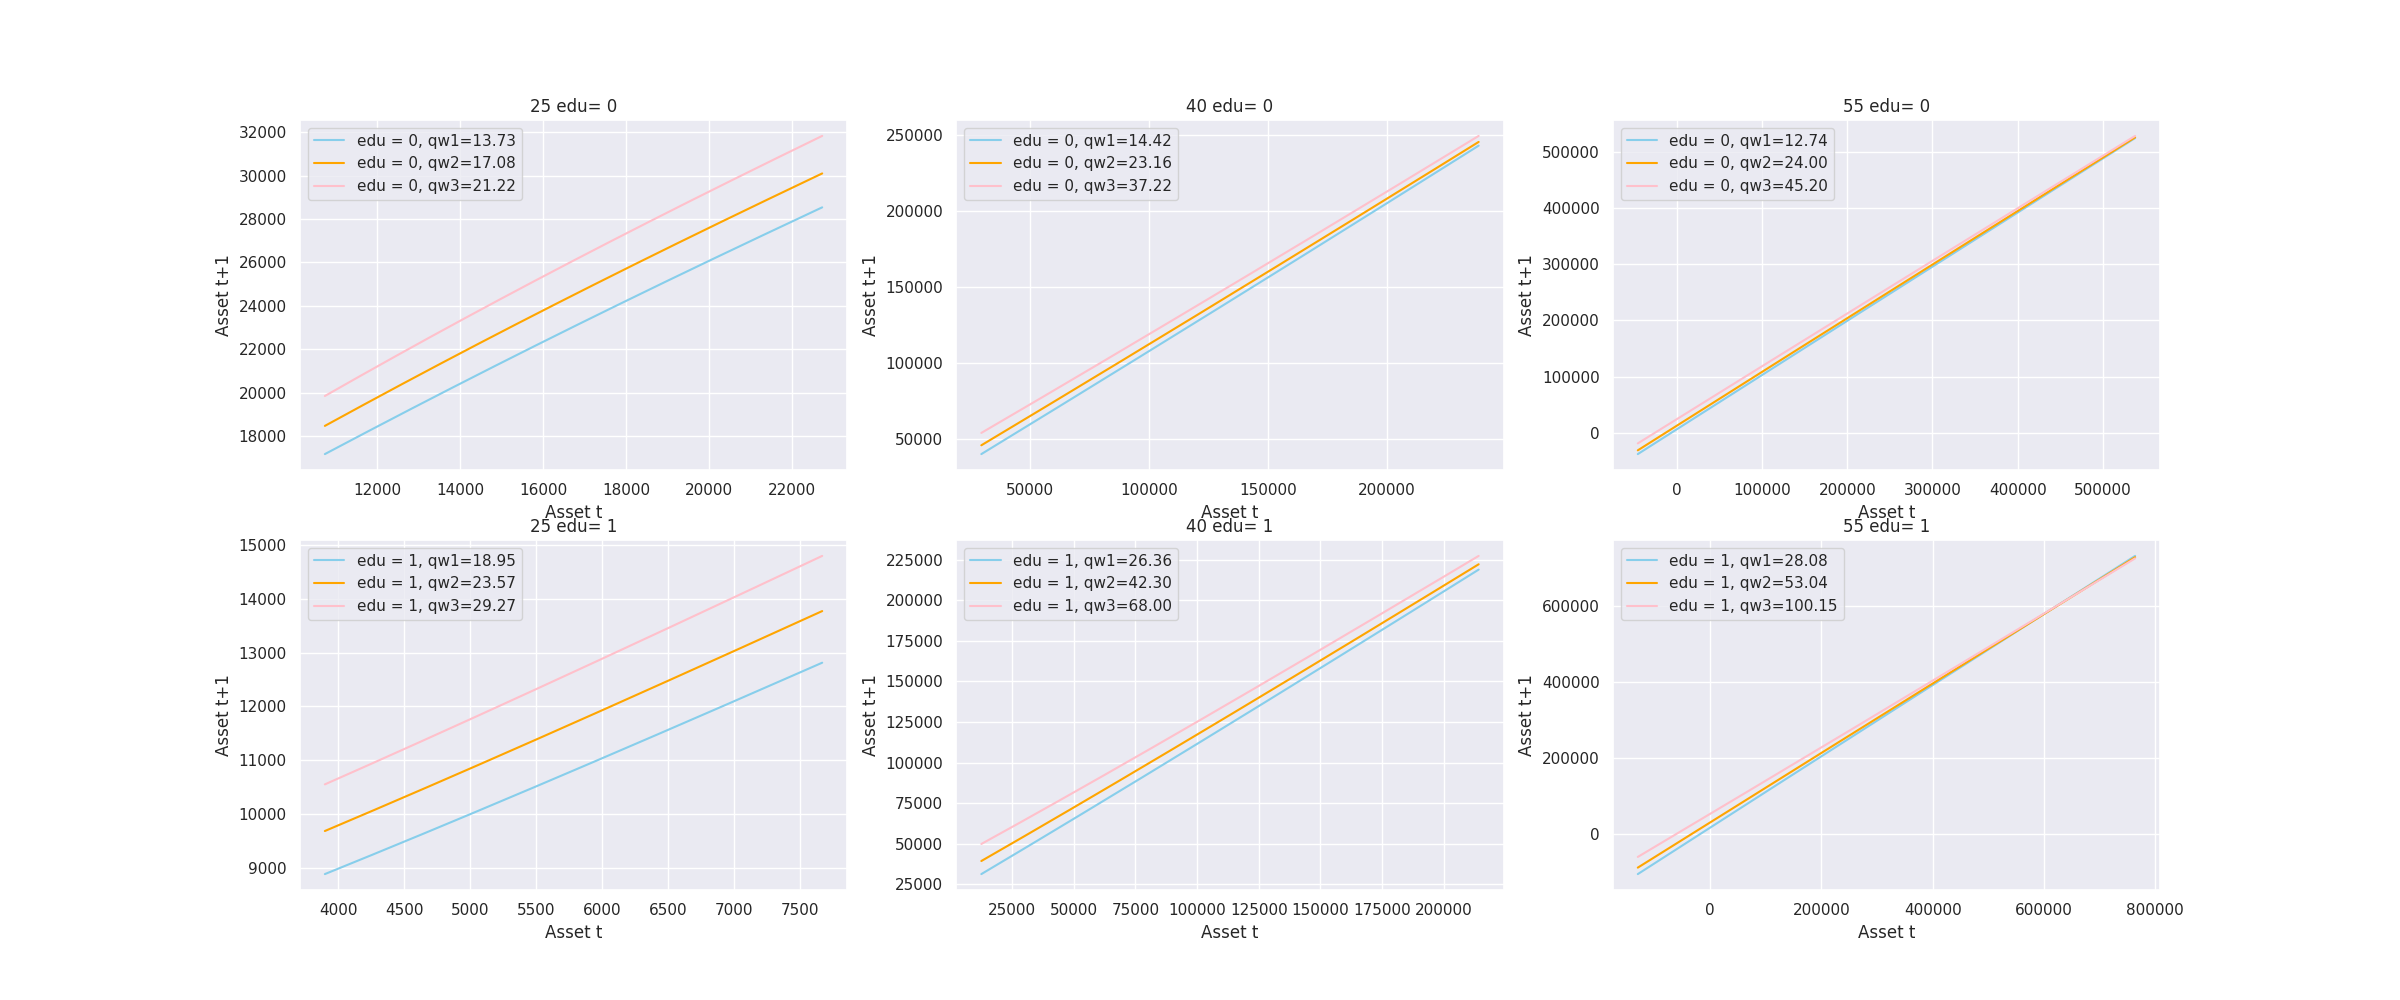 25 edu= 0
edu = 0, qw1=13.73
edu = 0, qw2=17.08
edu = 0, qw3=21.22
32000
30000
28000
26000
24000
22000
20000
18000
Asset t+1
12000 14000 16000 18000 20000 22000
Asset t
40 edu= 0
edu = 0, qw1=14.42
edu = 0, qw2=23.16
edu = 0, qw3=37.22
250000
200000
150000
100000
50000
Asset t+1
50000 100000 150000 200000
Asset t
55 edu= 0
edu = 0, qw1=12.74
edu = 0, qw2=24.00
edu = 0, qw3=45.20
500000
400000
300000
200000
100000
0
Asset t+1
0 100000 200000 300000 400000 500000
Asset t
25 edu= 1
edu = 1, qw1=18.95
edu = 1, qw2=23.57
edu = 1, qw3=29.27
15000
14000
13000
12000
11000
10000
9000
Asset t+1
4000 4500 5000 5500 6000 6500 7000 7500
Asset t
40 edu= 1
edu = 1, qw1=26.36
edu = 1, qw2=42.30
edu = 1, qw3=68.00
225000
200000
175000
150000
125000
100000
75000
50000
25000
Asset t+1
25000 50000 75000 100000 125000 150000 175000 200000
Asset t
55 edu= 1
edu = 1, qw1=28.08
edu = 1, qw2=53.04
edu = 1, qw3=100.15
600000
400000
200000
0
Asset t+1
0 200000 400000 600000 800000
Asset t